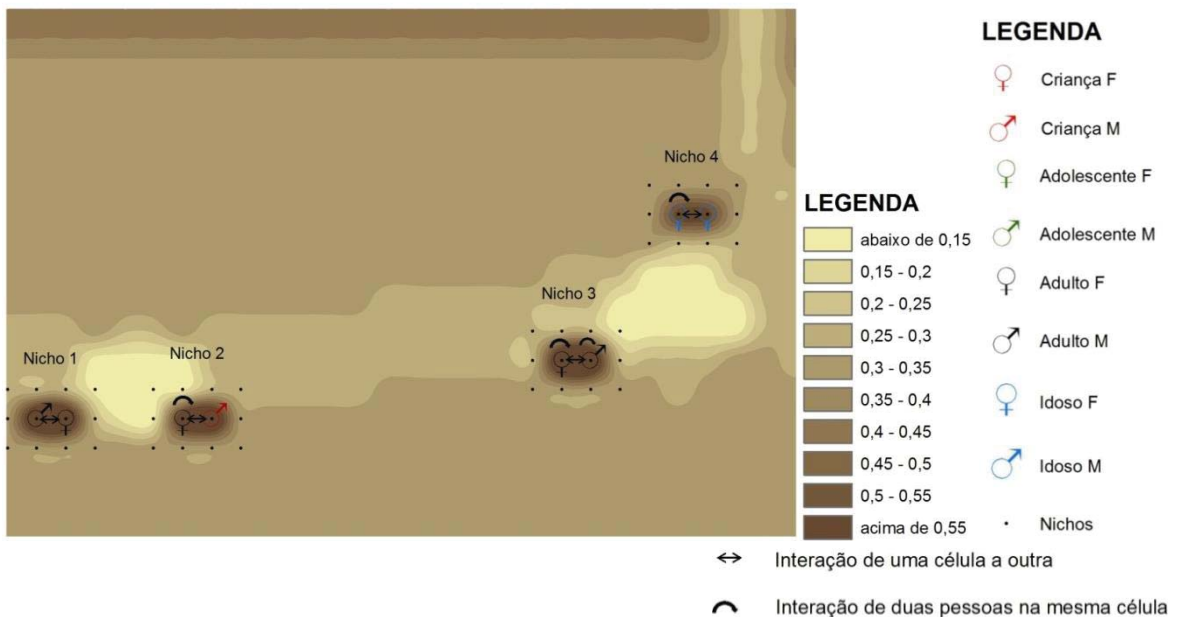 Nicho 4
Nicho 3
Nicho 1
Nicho 2
LEGENDA
abaixo de 0,15
0,15 - 0,2
0,2 - 0,25
0,25 - 0,3
0,3 - 0,35
0,35 - 0,4
0,4 - 0,45
0,45 - 0,5
0,5 - 0,55
acima de 0,55
LEGENDA
Criança F
Criança M
Adolescente F
Adolescente M
Adulto F
Adulto M
Idoso F
Idoso M
Nichos
Interação de uma célula a outra
Interação de duas pessoas na mesma célula